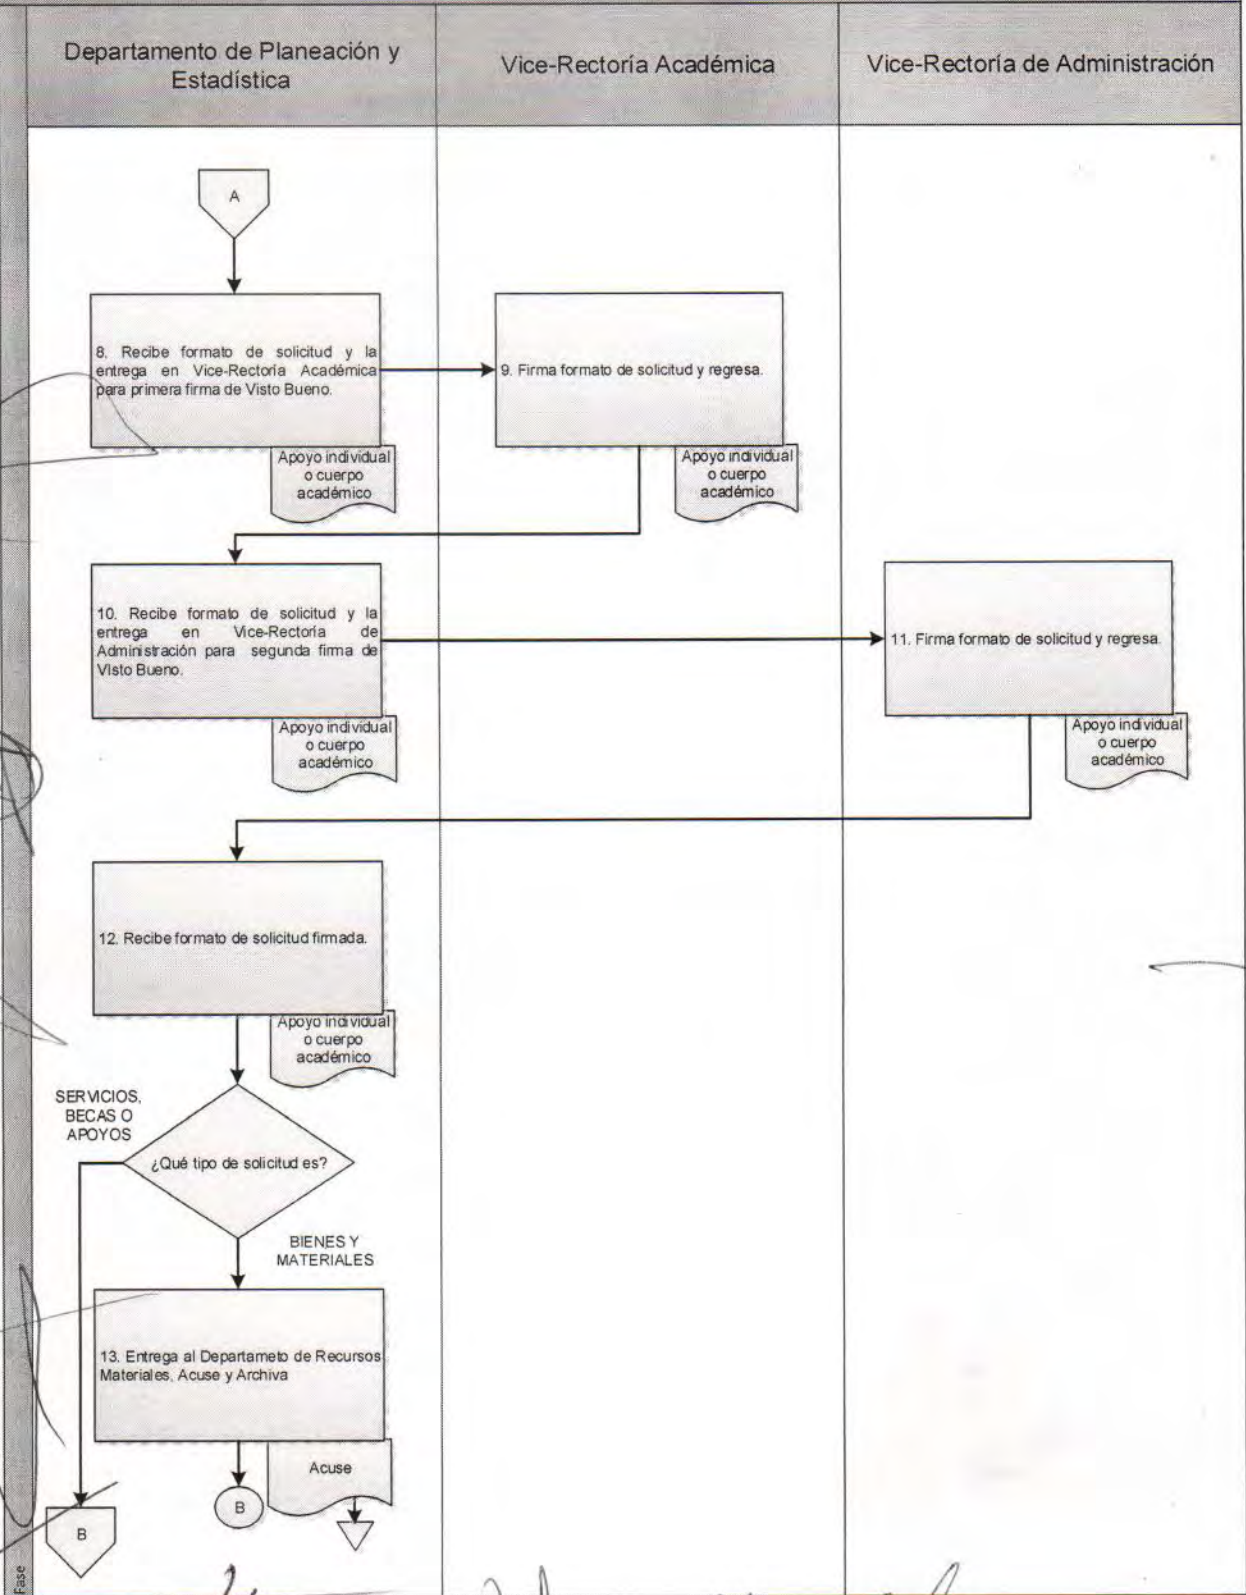 Departamento de Planeación y
Estadística
Vice-Rectoría Académica
Vice-Rectoría de Administración
A
8. Recibe formato de solicitud y la
entrega en Vice-Rectoría Académica
para primera firma de Visto Bueno.
Apoyo individual
o cuerpo
académico
9. Firma formato de solicitud y regresa.
Apoyo individual
o cuerpo
académico
10. Recibe formato de solicitud y la
entrega en Vice-Rectoría de
Administración para segunda firma de
Visto Bueno.
Apoyo individual
o cuerpo
académico
11. Firma formato de solicitud y regresa.
Apoyo individual
o cuerpo
académico
12. Recibe formato de solicitud firmada.
Apoyo individual
o cuerpo
académico
SERVICIOS,
BECAS O
APOYOS
¿Qué tipo de solicitud es?
BIENES Y
MATERIALES
13. Entrega al Departameto de Recursos
Materiales, Acuse y Archiva
Acuse
B
B
Fase